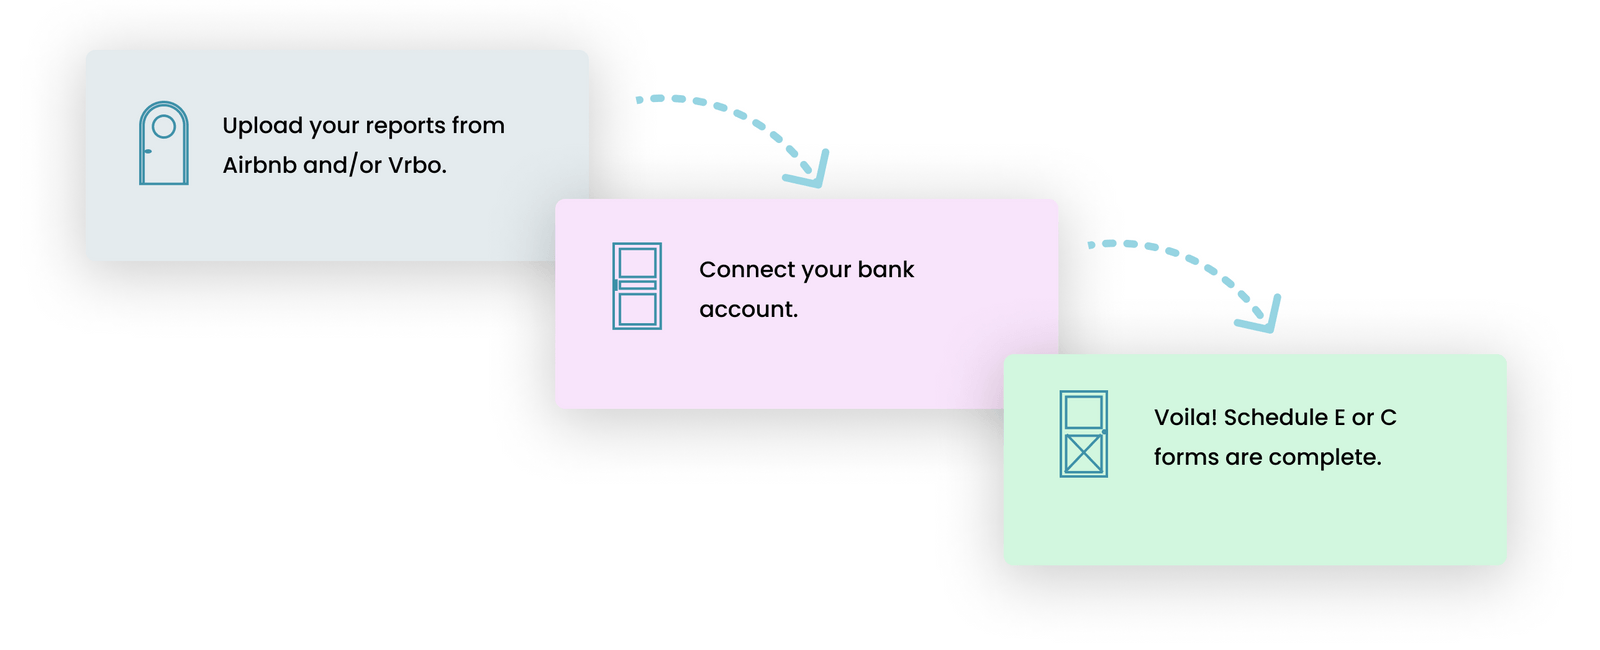 Upload your reports from
Airbnb and/or Vrbo.
Connect your bank
account.
Voila! Schedule E or C
forms are complete.